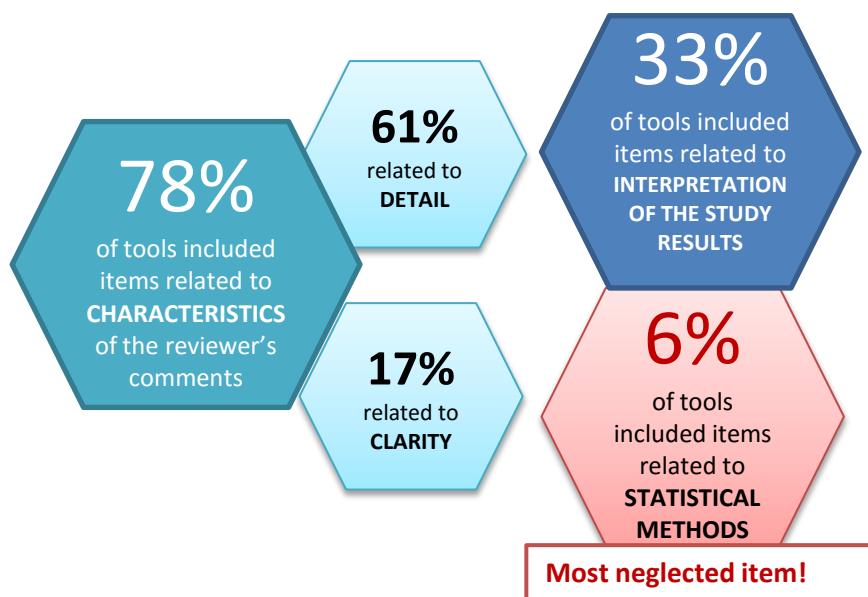 78%
of tools included
items related to
CHARACTERISTICS
of the reviewer’s
comments
61%
related to
DETAIL
17%
related to
CLARITY
33%
of tools included
items related to
INTERPRETATION
OF THE STUDY
RESULTS
6%
of tools
included items
related to
STATISTICAL
METHODS
Most neglected item!